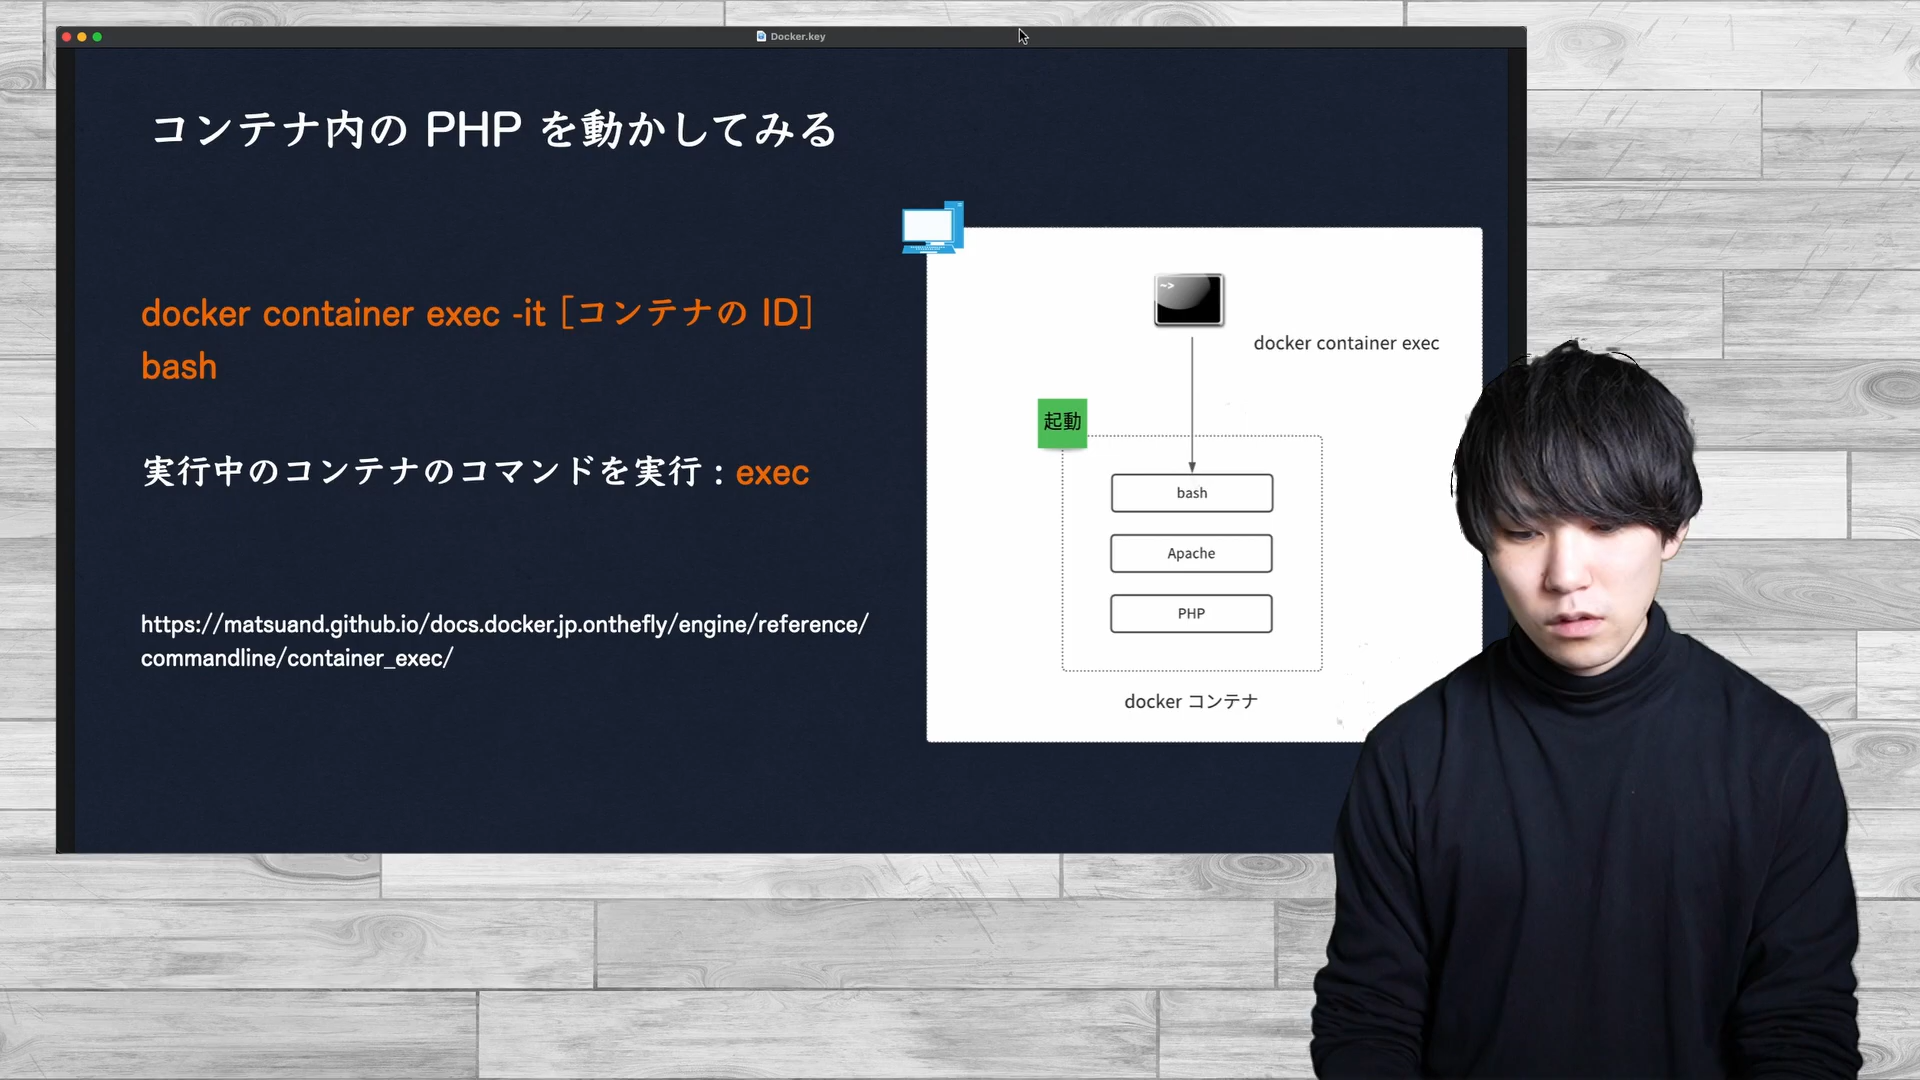 Docker.key
コンテナ内の PHP を動かしてみる
docker container exec -it [コンテナの ID]
bash
実行中のコンテナのコマンドを実行：exec
https://matsuand.github.io/docs.docker.jp.onthefly/engine/reference/
commandline/container_exec/
~>
docker container exec
起動
bash
Apache
PHP
docker コンテナ